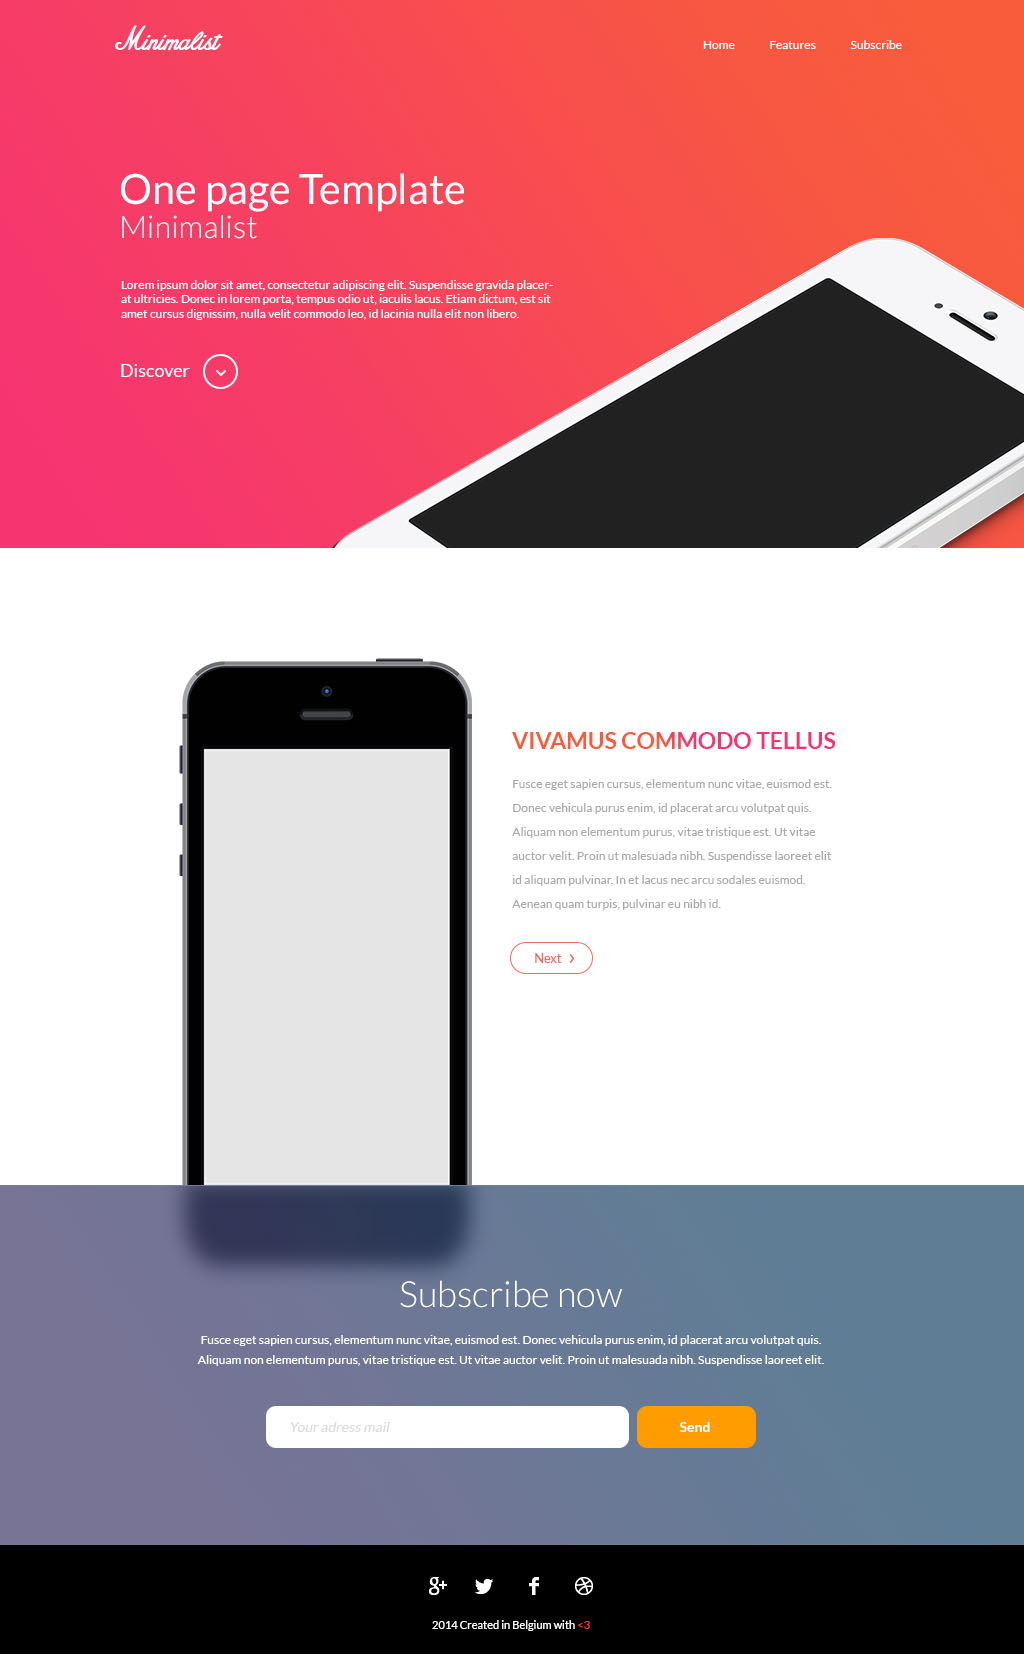 Minimalist
Home Features Subscribe
One page Template
Minimalist
Lorem ipsum dolor sit amet, consectetur adipiscing elit. Suspendisse gravida placer-
at ultricies. Donec in lorem porta, tempus odio ut, iaculis lacus. Etiam dictum, est sit
amet cursus dignissim, nulla velit commodo leo, id lacinia nulla elit non libero.
Discover
VIVAMUS COMMODO TELLUS
Fusce eget sapien cursus, elementum nunc vitae, euismod est.
Donec vehicula purus enim, id placerat arcu volutpat quis.
Aliquam non elementum purus, vitae tristique est. Ut vitae
auctor velit. Proin ut malesuada nibh. Suspendisse laoreet elit
id aliquam pulvinar. In et lacus nec arcu sodales euismod.
Aenean quam turpis, pulvinar eu nibh id.
Next
Subscribe now
Fusce eget sapien cursus, elementum nunc vitae, euismod est. Donec vehicula purus enim, id placerat arcu volutpat quis.
Aliquam non elementum purus, vitae tristique est. Ut vitae auctor velit. Proin ut malesuada nibh. Suspendisse laoreet elit.
Your adress mail
Send
2014 Created in Belgium with <3